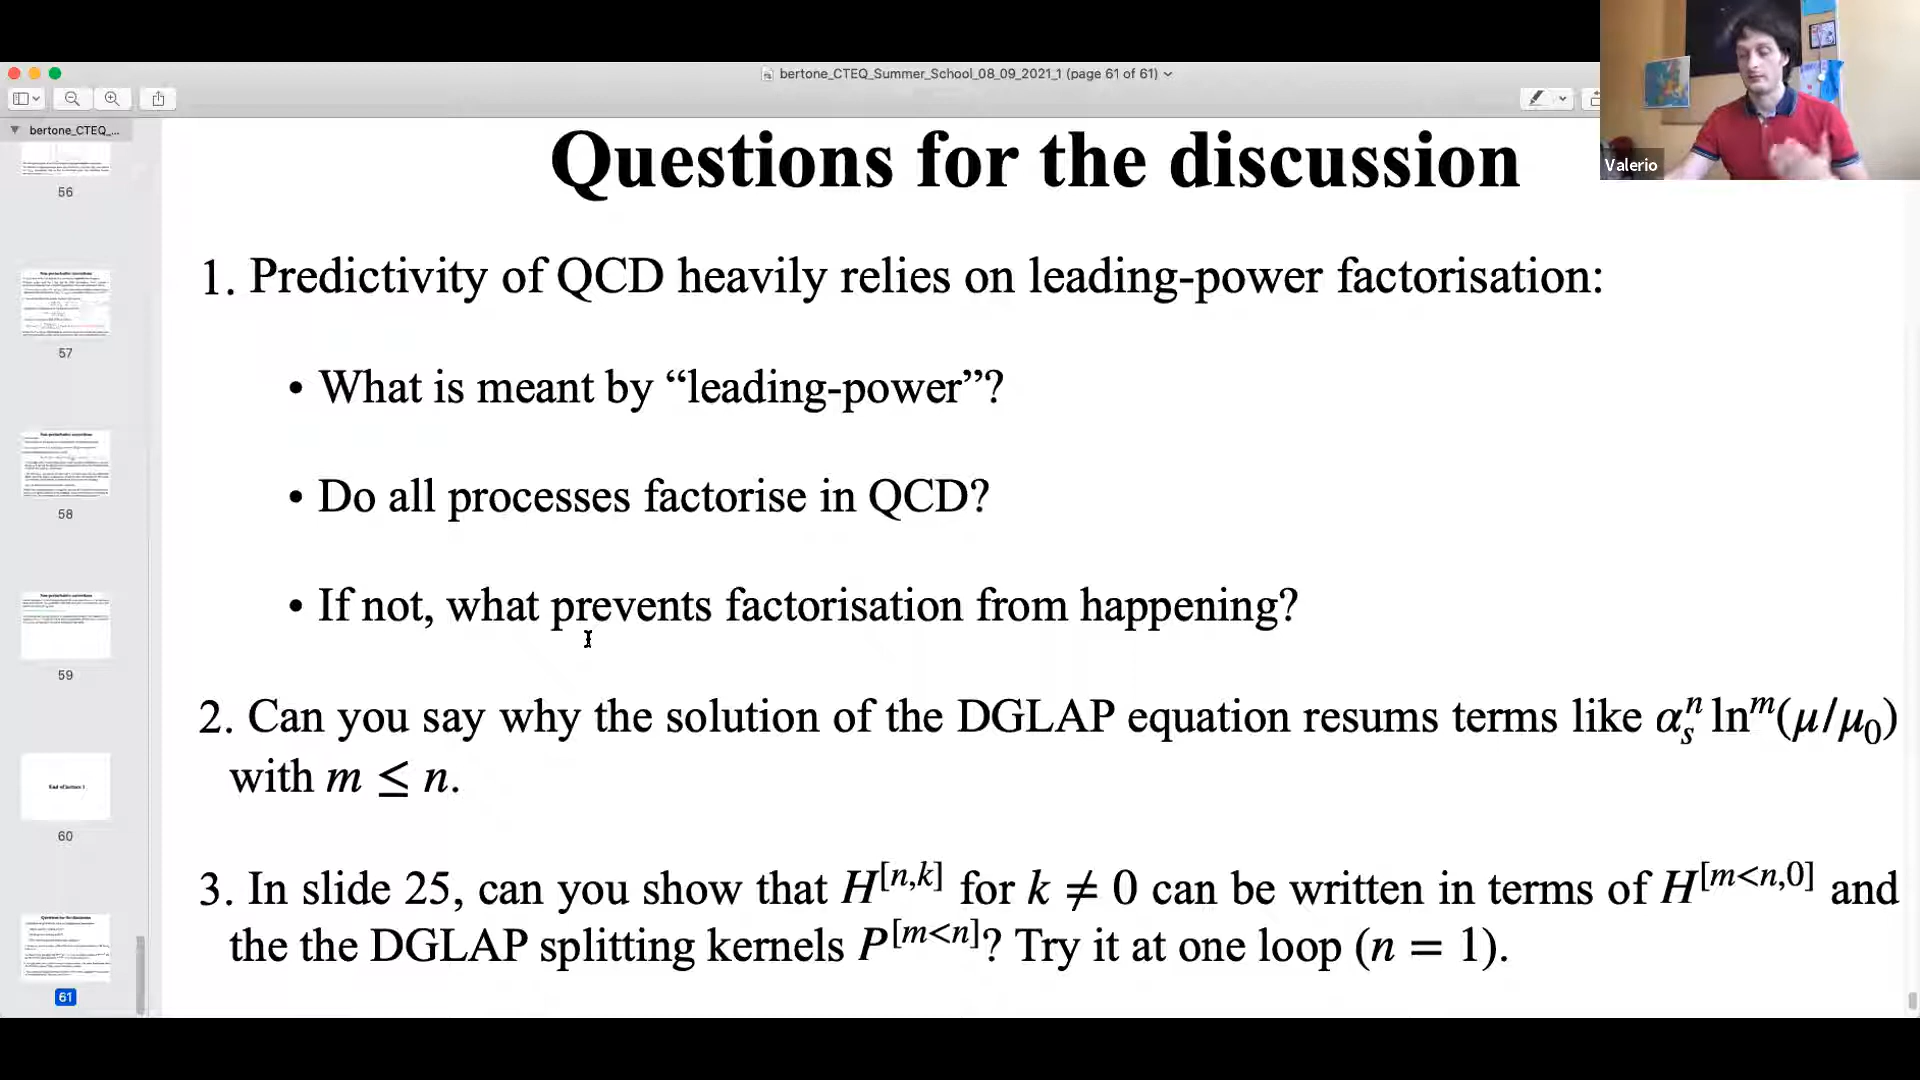 bertone_CTEQ_Summer_School_08_09_2021_1 (page 61 of 61)
Valerio
bertone_CTEQ_...
56
57
58
59
End of lecture 1
60
61
Questions for the discussion
1. Predictivity of QCD heavily relies on leading-power factorisation:
• What is meant by “leading-power”?
• Do all processes factorise in QCD?
• If not, what prevents factorisation from happening?
2. Can you say why the solution of the DGLAP equation resums terms like αₛⁿ lnᵐ(μ/μ₀)
with m ≤ n.
3. In slide 25, can you show that H^[n,k] for k ≠ 0 can be written in terms of H^[m<n,0] and
the the DGLAP splitting kernels P^[m<n]? Try it at one loop (n = 1).